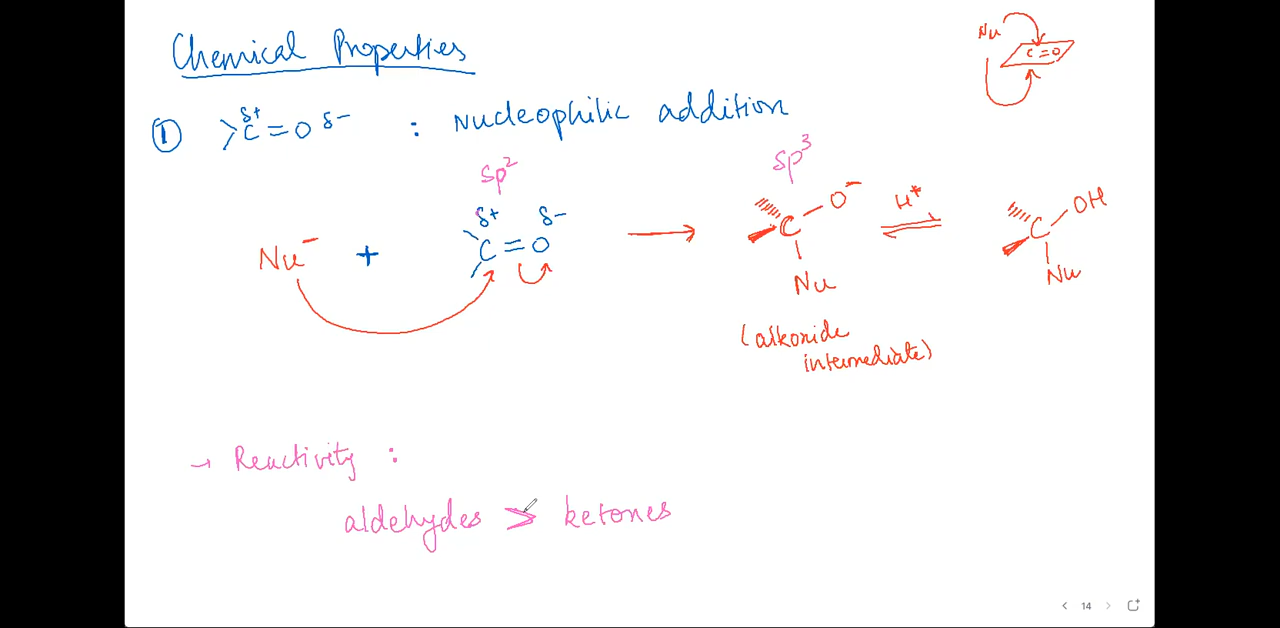 Chemical Properties
Nu
C=O
① >C=O δ+ δ- : Nucleophilic addition
sp² sp³
Nu⁻ + C=O δ+ δ- → C O⁻ Nu H⁺ ⇌ C OH Nu
(alkoxide
intermediate)
→ Reactivity :
aldehydes > ketones
14